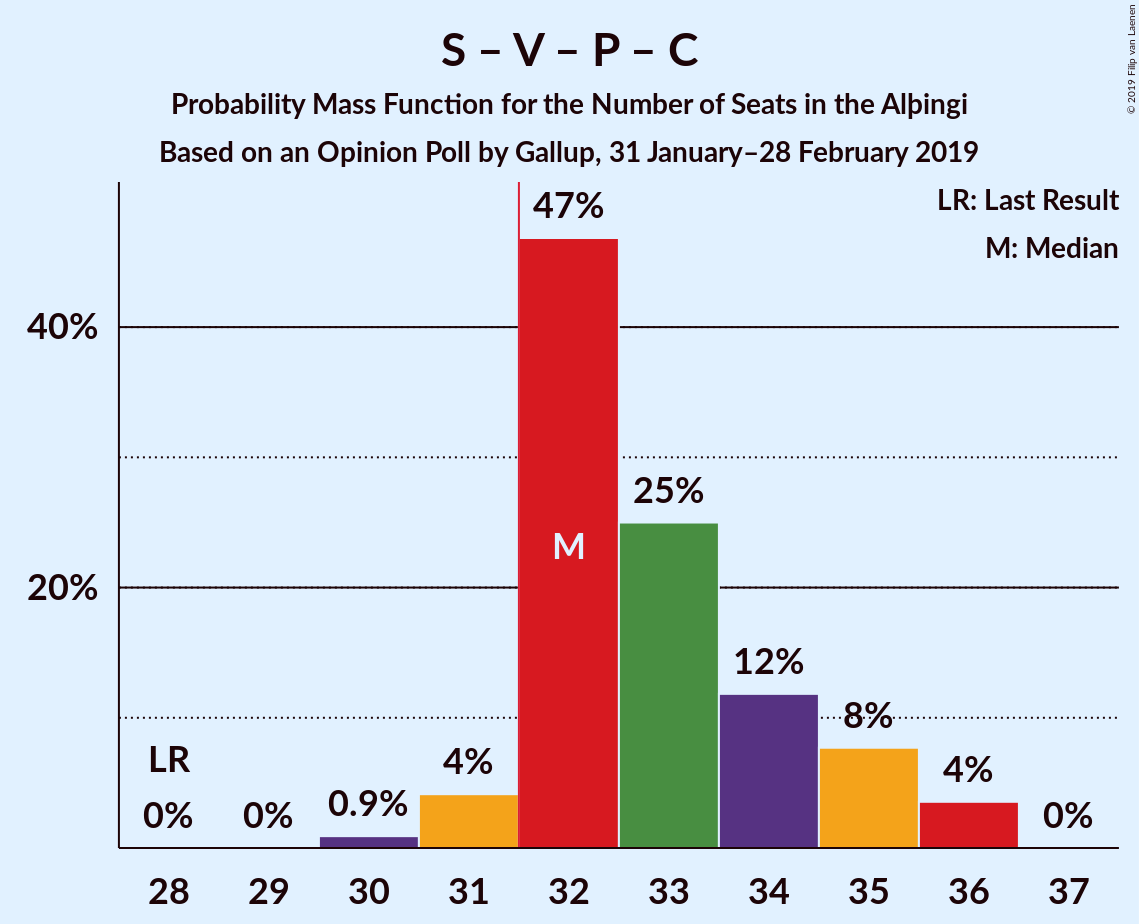 S – V – P – C
Probability Mass Function for the Number of Seats in the Alþingi
Based on an Opinion Poll by Gallup, 31 January–28 February 2019
© 2019 Filip van Laenen
LR: Last Result
M: Median
40%
20%
47%
25%
12%
8%
4%
4%
0.9%
LR
0%
0%
0%
M
28 29 30 31 32 33 34 35 36 37